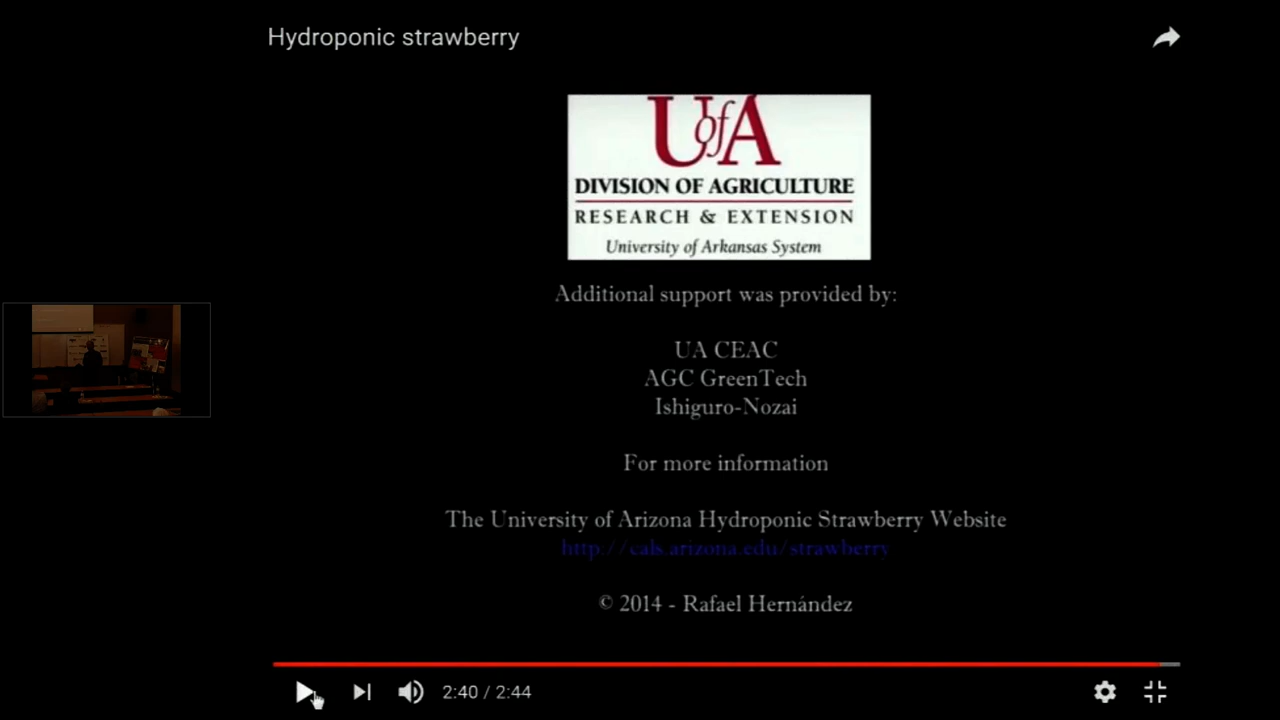 Hydroponic strawberry
UofA
DIVISION OF AGRICULTURE
RESEARCH & EXTENSION
University of Arkansas System
Additional support was provided by:
UA CEAC
AGC GreenTech
Ishiguro-Nozai
For more information
The University of Arizona Hydroponic Strawberry Website
http://cals.arizona.edu/strawberry
© 2014 - Rafael Hernández
2:40 / 2:44